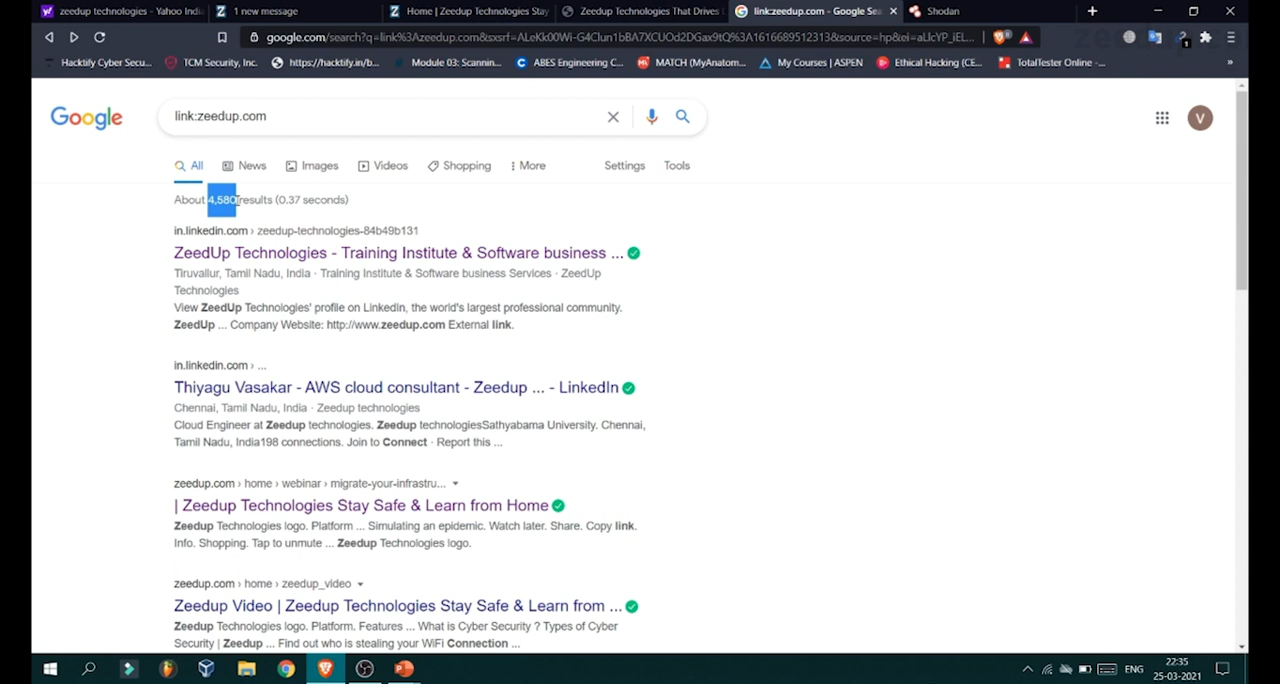 zeedup technologies - Yahoo Indi
1 new message
Home | Zeedup Technologies Stay
Zeedup Technologies That Drives
link:zeedup.com - Google Sea
Shodan
google.com/search?q=link%3Azeedup.com&sxsrf=ALeKk00Wi-G4Clun1bBA7XCUOd2DGax9tQ%3A1616689512313&source=hp&ei=aLlcYP_iEL...
Hacktify Cyber Secu...
TCM Security, Inc.
https://hacktify.in/b...
Module 03: Scannin...
ABES Engineering C...
MATCH (MyAnatom...
My Courses | ASPEN
Ethical Hacking (CE...
TotalTester Online -...
Google
link:zeedup.com
V
All
News
Images
Videos
Shopping
More
Settings
Tools
About 4,580 results (0.37 seconds)
in.linkedin.com › zeedup-technologies-84b49b131
ZeedUp Technologies - Training Institute & Software business ...
Tiruvallur, Tamil Nadu, India · Training Institute & Software business Services · ZeedUp
Technologies
View ZeedUp Technologies' profile on LinkedIn, the world's largest professional community.
ZeedUp ... Company Website: http://www.zeedup.com External link.
in.linkedin.com › ...
Thiyagu Vasakar - AWS cloud consultant - Zeedup ... - LinkedIn
Chennai, Tamil Nadu, India · Zeedup technologies
Cloud Engineer at Zeedup technologies. Zeedup technologiesSathyabama University. Chennai,
Tamil Nadu, India198 connections. Join to Connect · Report this ...
zeedup.com › home › webinar › migrate-your-infrastru...
| Zeedup Technologies Stay Safe & Learn from Home
Zeedup Technologies logo. Platform ... Simulating an epidemic. Watch later. Share. Copy link.
Info. Shopping. Tap to unmute ... Zeedup Technologies logo.
zeedup.com › home › zeedup_video
Zeedup Video | Zeedup Technologies Stay Safe & Learn from ...
Zeedup Technologies logo. Platform. Features ... What is Cyber Security ? Types of Cyber
Security | Zeedup ... Find out who is stealing your WiFi Connection ...
ENG
22:35
25-03-2021